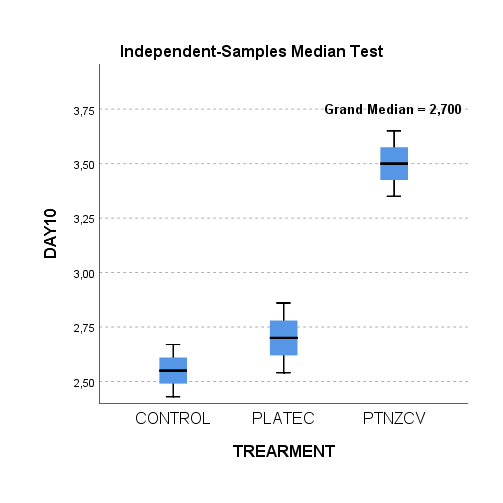 Independent-Samples Median Test
Grand Median = 2,700
3,75
3,50
3,25
3,00
2,75
2,50
DAY10
CONTROL
PLATEC
PTNZCV
TREARMENT